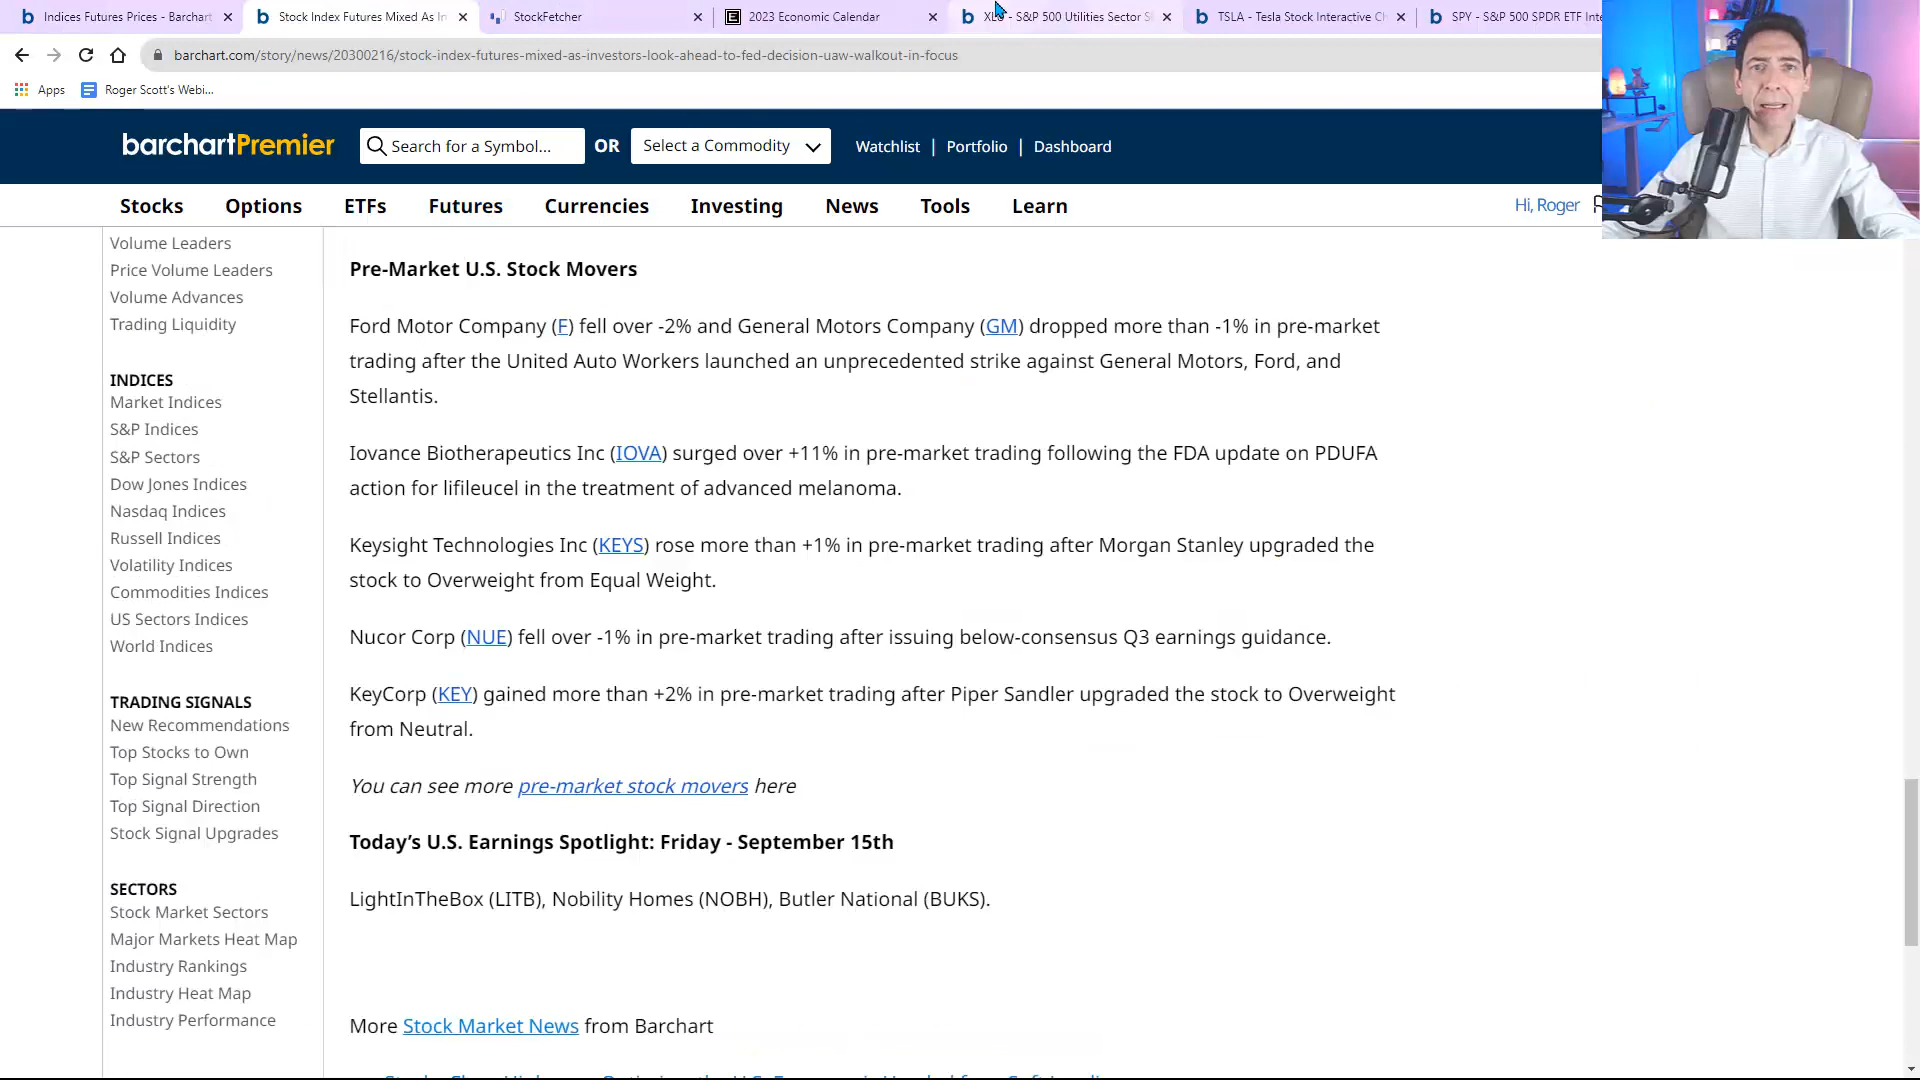 Indices Futures Prices - Barchart
Stock Index Futures Mixed As In
StockFetcher
2023 Economic Calendar
- S&P 500 Utilities Sector S
TSLA - Tesla Stock Interactive Ch
SPY - S&P 500 SPDR ETF Inte
barchart.com/story/news/20300216/stock-index-futures-mixed-as-investors-look-ahead-to-fed-decision-uaw-walkout-in-focus
Apps
Roger Scott's Webi...
barchartPremier
Search for a Symbol...
OR
Select a Commodity
Watchlist | Portfolio | Dashboard
Stocks Options ETFs Futures Currencies Investing News Tools Learn
Hi, Roger
Volume Leaders
Price Volume Leaders
Volume Advances
Trading Liquidity
INDICES
Market Indices
S&P Indices
S&P Sectors
Dow Jones Indices
Nasdaq Indices
Russell Indices
Volatility Indices
Commodities Indices
US Sectors Indices
World Indices
TRADING SIGNALS
New Recommendations
Top Stocks to Own
Top Signal Strength
Top Signal Direction
Stock Signal Upgrades
SECTORS
Stock Market Sectors
Major Markets Heat Map
Industry Rankings
Industry Heat Map
Industry Performance
Pre-Market U.S. Stock Movers
Ford Motor Company (F) fell over -2% and General Motors Company (GM) dropped more than -1% in pre-market
trading after the United Auto Workers launched an unprecedented strike against General Motors, Ford, and
Stellantis.
Iovance Biotherapeutics Inc (IOVA) surged over +11% in pre-market trading following the FDA update on PDUFA
action for lifileucel in the treatment of advanced melanoma.
Keysight Technologies Inc (KEYS) rose more than +1% in pre-market trading after Morgan Stanley upgraded the
stock to Overweight from Equal Weight.
Nucor Corp (NUE) fell over -1% in pre-market trading after issuing below-consensus Q3 earnings guidance.
KeyCorp (KEY) gained more than +2% in pre-market trading after Piper Sandler upgraded the stock to Overweight
from Neutral.
You can see more pre-market stock movers here
Today's U.S. Earnings Spotlight: Friday - September 15th
LightInTheBox (LITB), Nobility Homes (NOBH), Butler National (BUKS).
More Stock Market News from Barchart